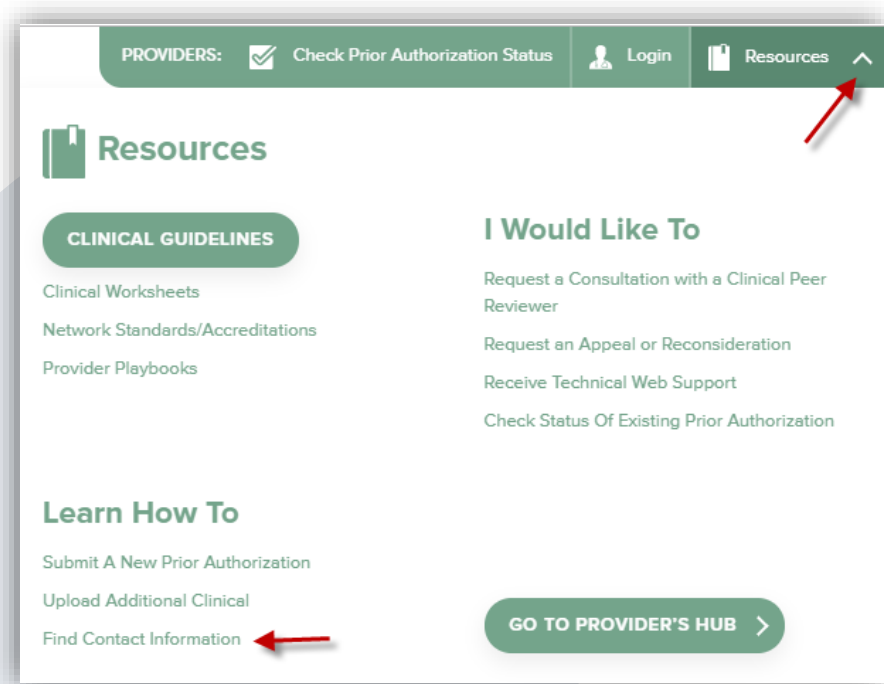 PROVIDERS: Check Prior Authorization Status Login Resources
Resources
CLINICAL GUIDELINES
Clinical Worksheets
Network Standards/Accreditations
Provider Playbooks
I Would Like To
Request a Consultation with a Clinical Peer
Reviewer
Request an Appeal or Reconsideration
Receive Technical Web Support
Check Status Of Existing Prior Authorization
Learn How To
Submit A New Prior Authorization
Upload Additional Clinical
Find Contact Information
GO TO PROVIDER'S HUB